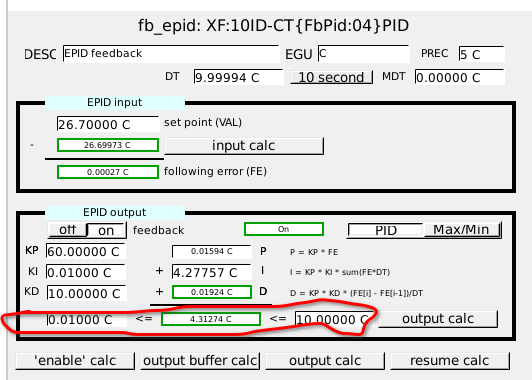 fb_epid: XF:10ID-CT{FbPid:04}PID
DESC EPID feedback EGU C PREC 5 C
DT 9.99994 C 10 second MDT 0.00000 C
EPID input
26.70000 C set point (VAL)
- 26.69973 C input calc
0.00027 C following error (FE)
EPID output
off on feedback On PID Max/Min
KP 60.00000 C 0.01594 C P P = KP * FE
KI 0.01000 C + 4.27757 C I I = KP * KI * sum(FE*DT)
KD 10.00000 C + 0.01924 C D D = KP * KD * (FE[i] - FE[i-1])/DT
0.01000 C <= 4.31274 C <= 10.00000 C output calc
'enable' calc output buffer calc output calc resume calc